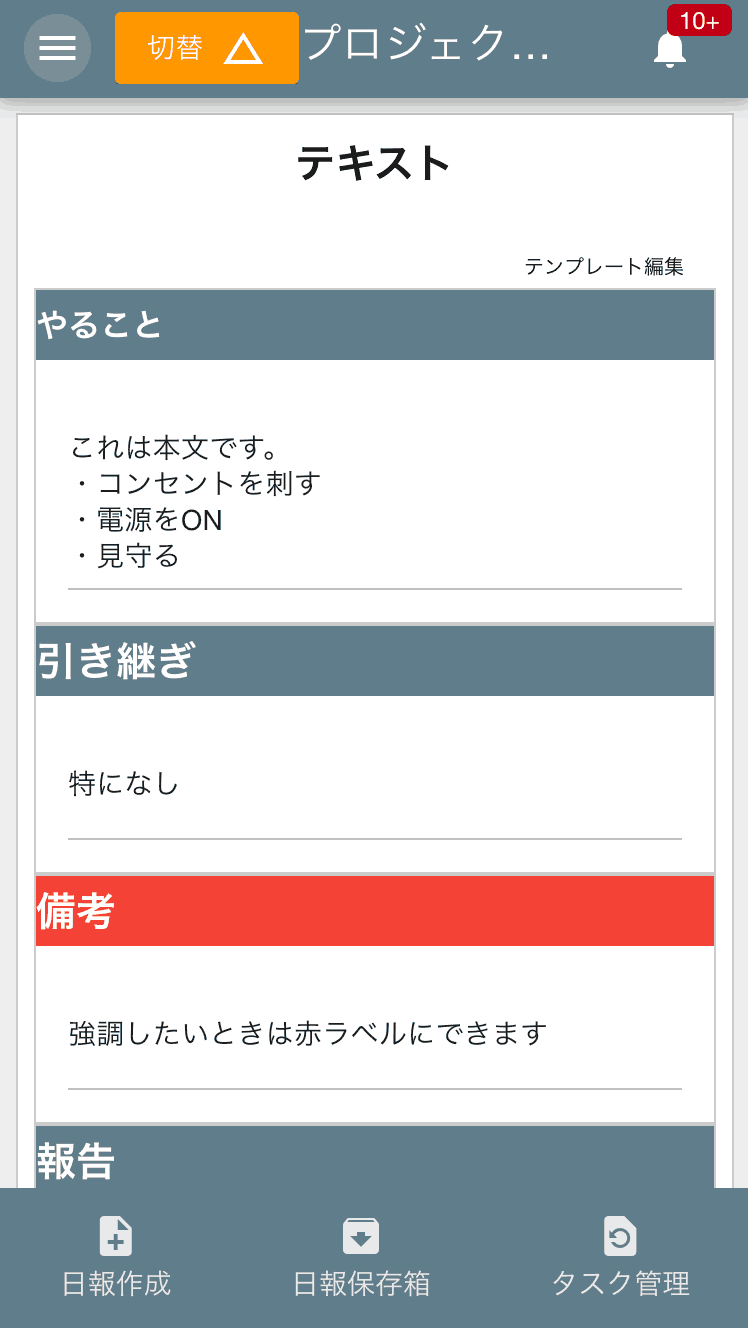 切替
プロジェク...
10+
テキスト
テンプレート編集
やること
これは本文です。
・コンセントを刺す
・電源をON
・見守る
引き継ぎ
特になし
備考
強調したいときは赤ラベルにできます
報告
日報作成
日報保存箱
タスク管理